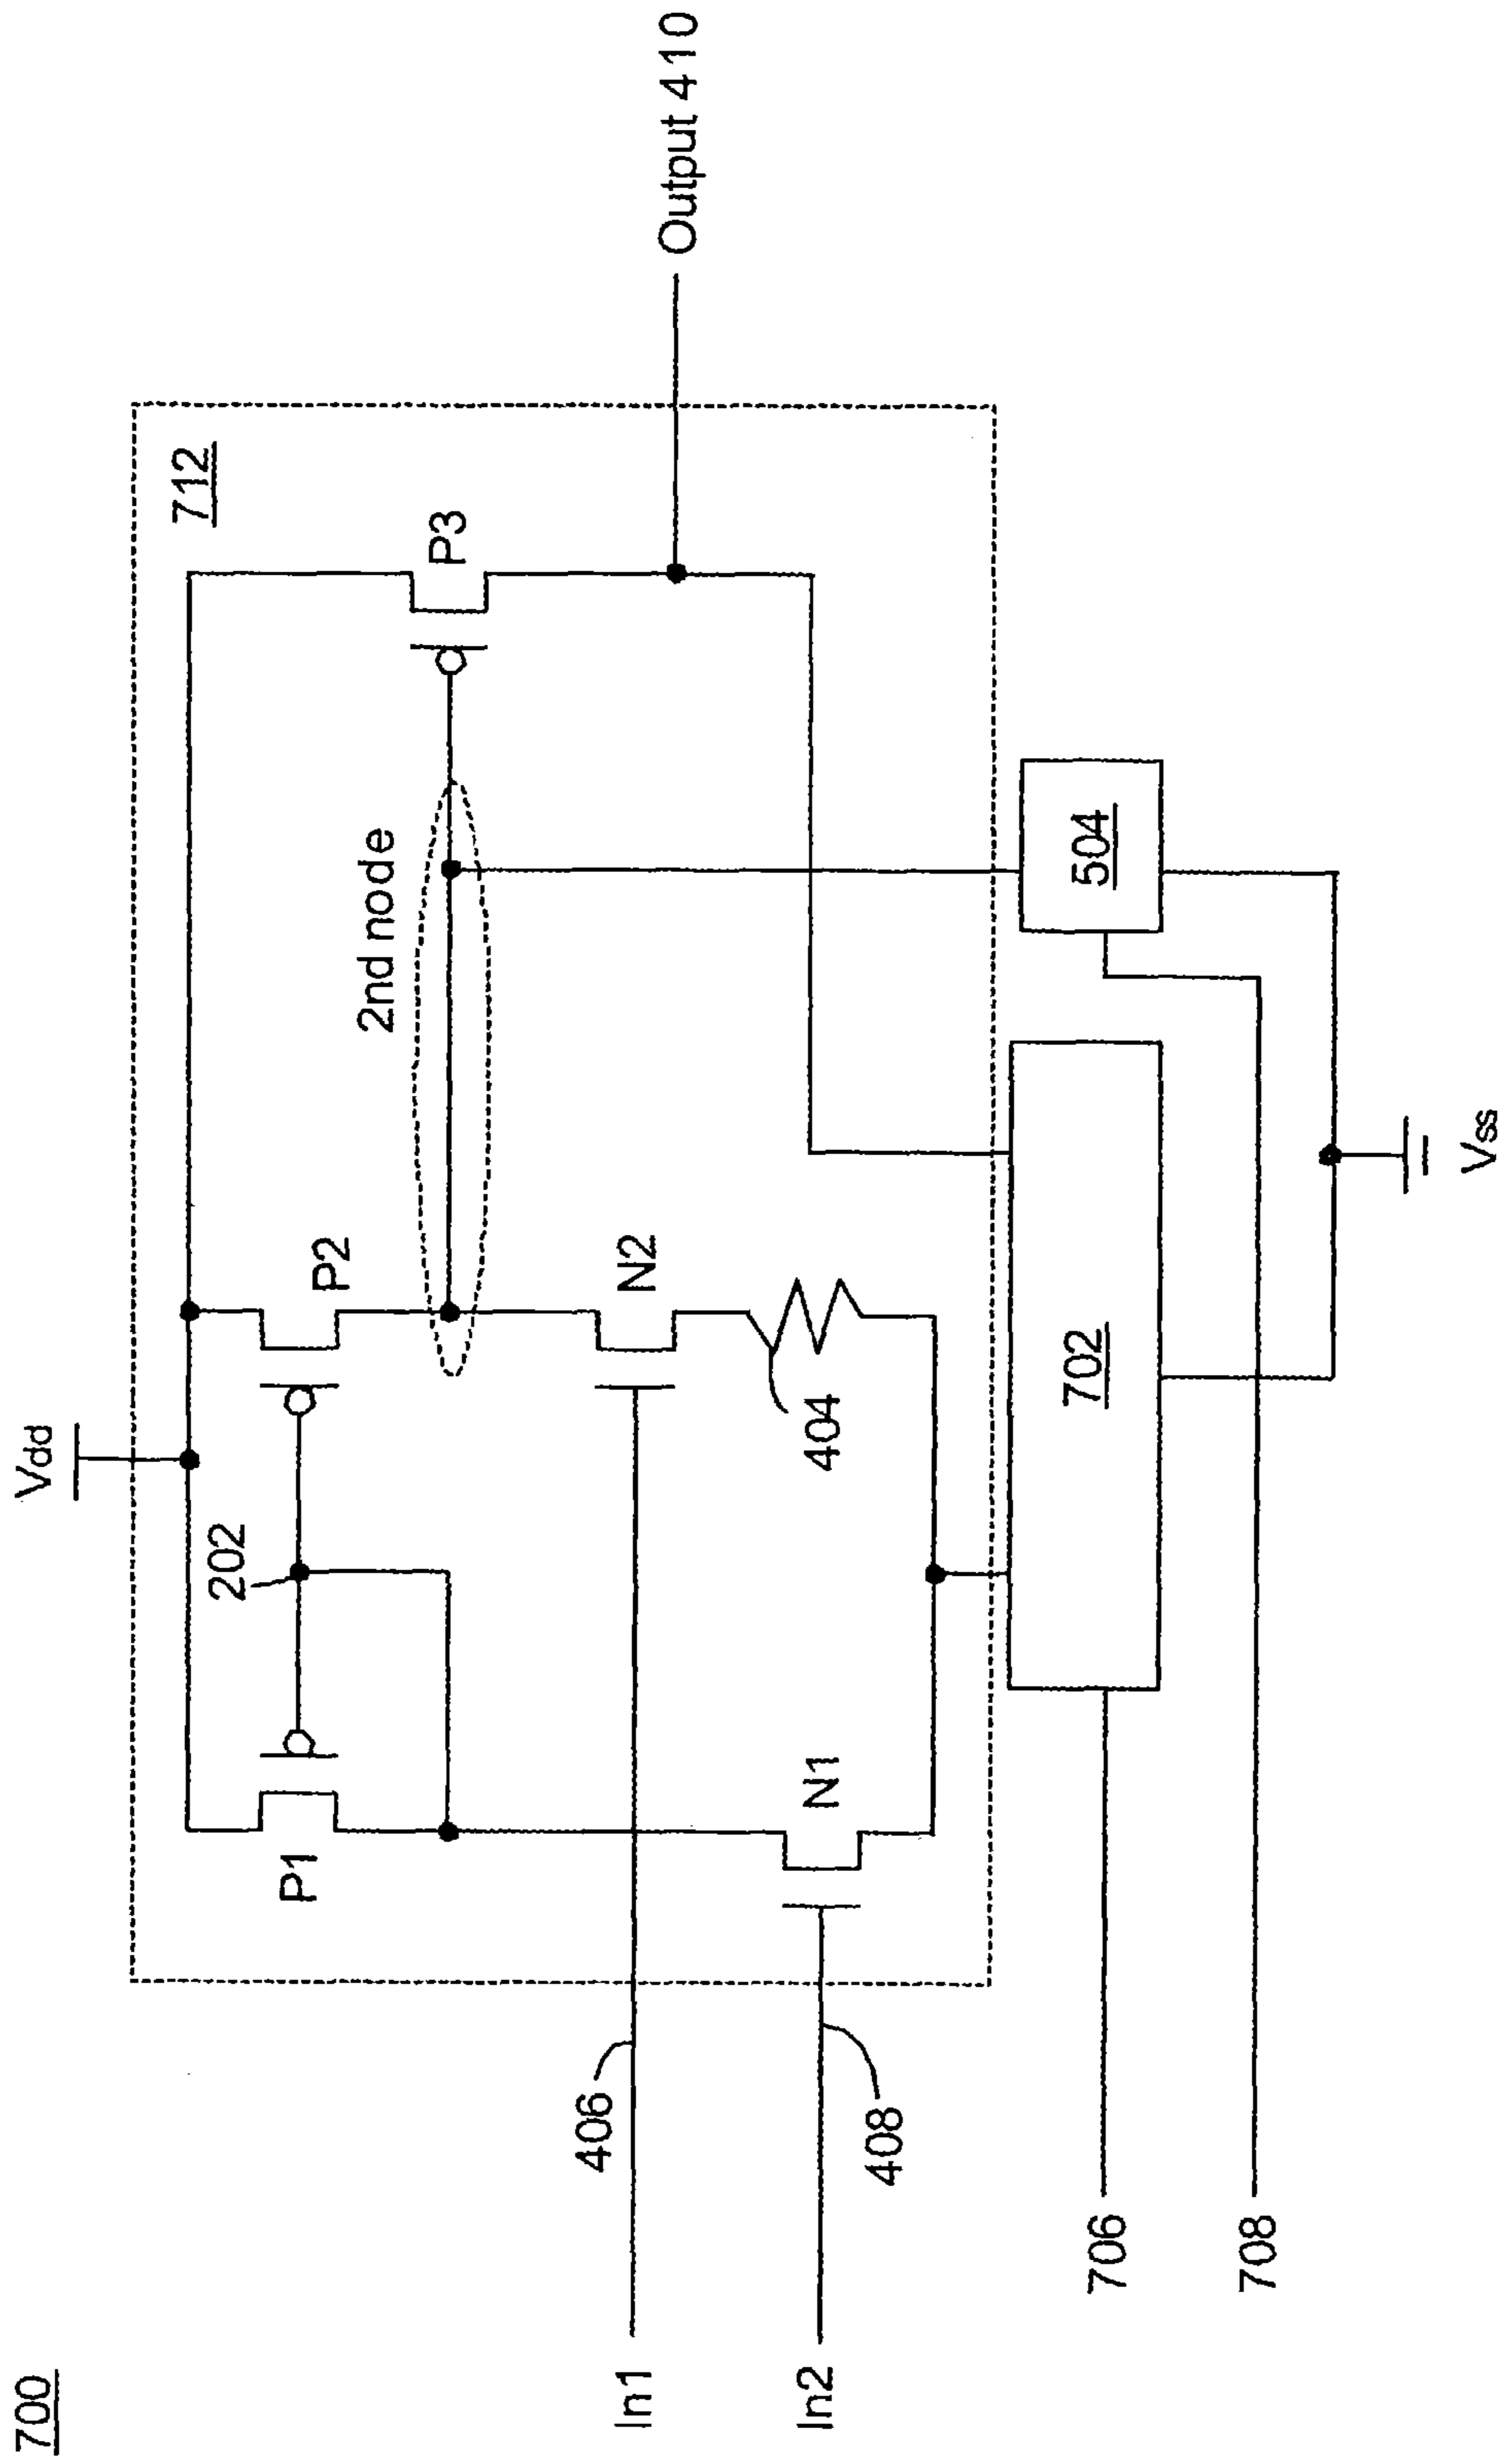 700
Vdd
712
202
P1
P2
P3
2nd node
In1
406
N2
Output 410
In2
408
N1
404
706
702
504
708
Vss